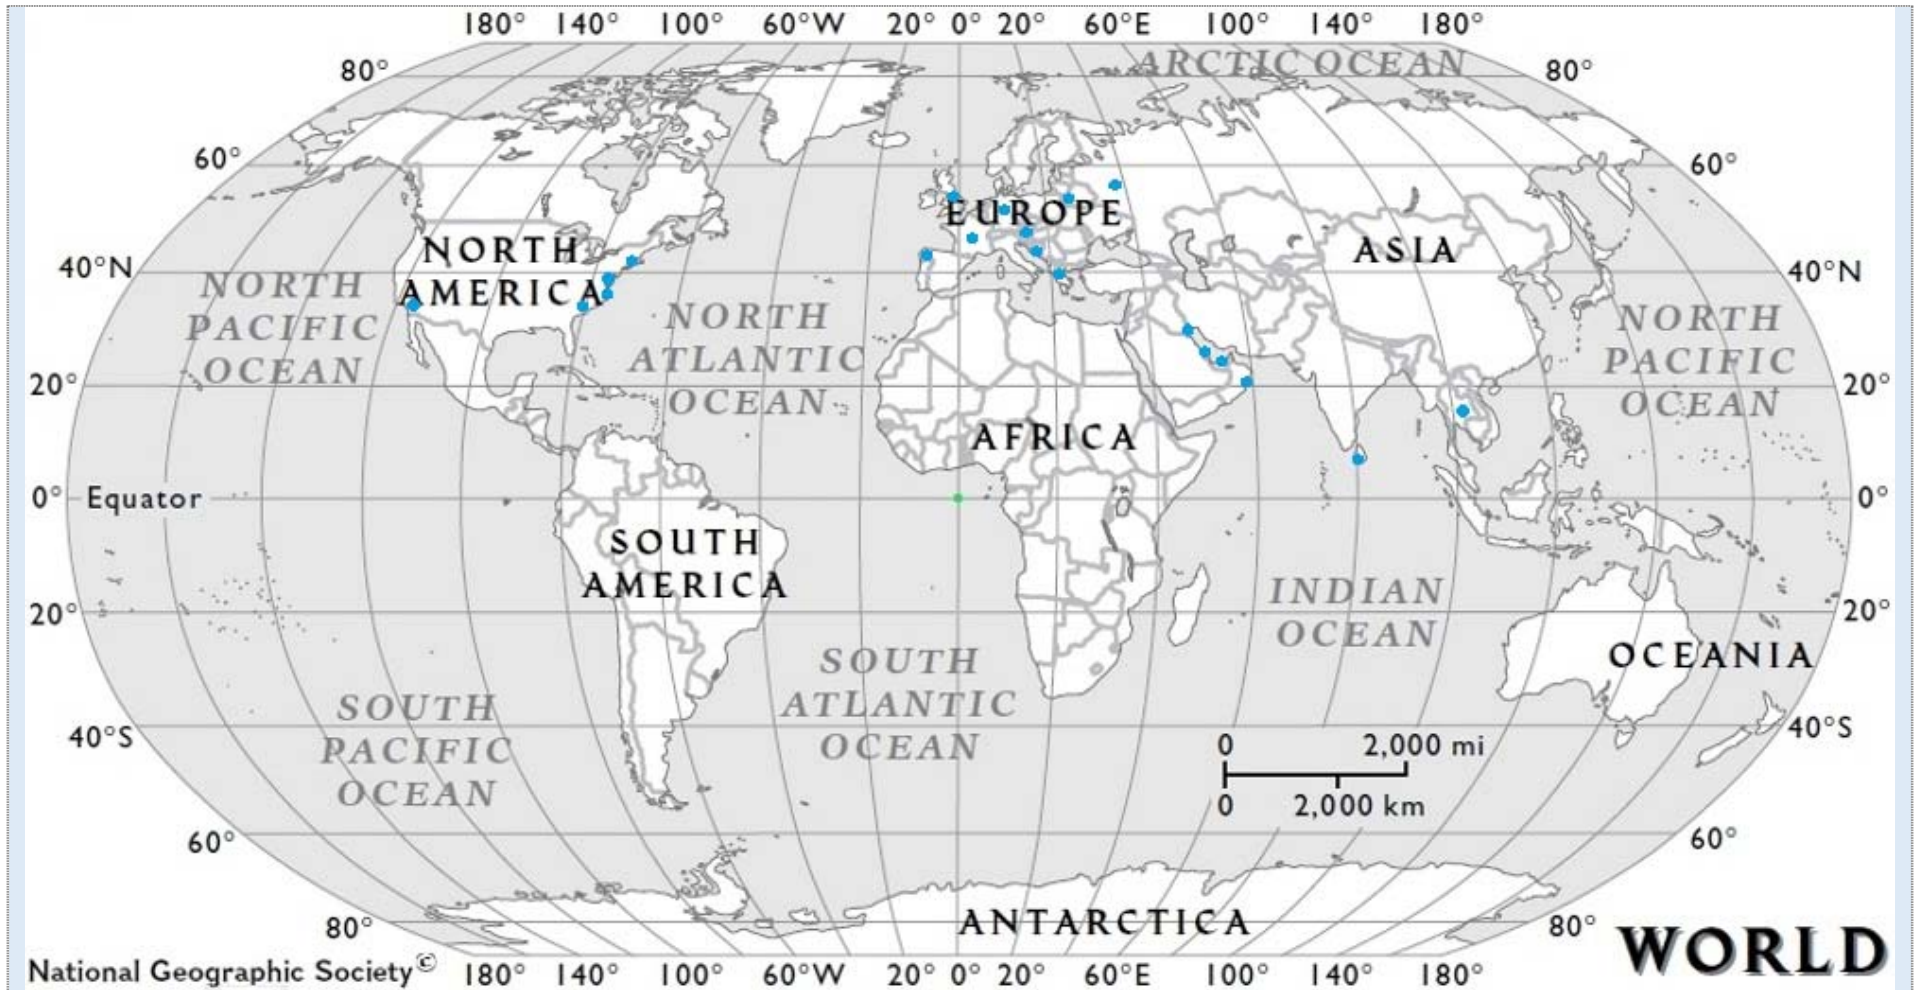 180° 140° 100° 60°W 20° 0° 20° 60°E 100° 140° 180°
ARCTIC OCEAN
80° 80°
60° 60°
EUROPE
NORTH
AMERICA
ASIA
40°N 40°N
NORTH
PACIFIC
OCEAN
NORTH
ATLANTIC
OCEAN
NORTH
PACIFIC
OCEAN
20° 20°
AFRICA
0° Equator 0°
SOUTH
AMERICA
INDIAN
OCEAN
20° 20°
OCEANIA
SOUTH
ATLANTIC
OCEAN
SOUTH
PACIFIC
OCEAN
40°S 40°S
0 2,000 mi
0 2,000 km
60° 60°
ANTARCTICA
80° 80°
WORLD
National Geographic Society©
180° 140° 100° 60°W 20° 0° 20° 60°E 100° 140° 180°